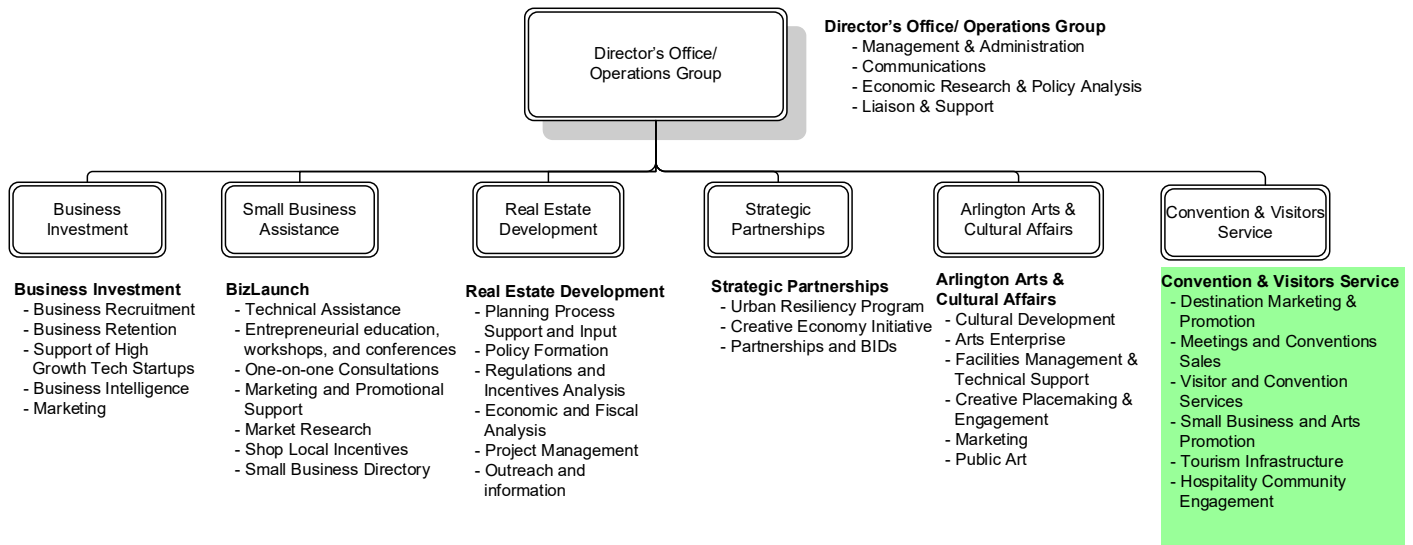 Director’s Office/
Operations Group
Director’s Office/ Operations Group
- Management & Administration
- Communications
- Economic Research & Policy Analysis
- Liaison & Support
Business
Investment
Small Business
Assistance
Real Estate
Development
Strategic
Partnerships
Arlington Arts &
Cultural Affairs
Convention & Visitors
Service
Business Investment
- Business Recruitment
- Business Retention
- Support of High
Growth Tech Startups
- Business Intelligence
- Marketing
BizLaunch
- Technical Assistance
- Entrepreneurial education,
workshops, and conferences
- One-on-one Consultations
- Marketing and Promotional
Support
- Market Research
- Shop Local Incentives
- Small Business Directory
Real Estate Development
- Planning Process
Support and Input
- Policy Formation
- Regulations and
Incentives Analysis
- Economic and Fiscal
Analysis
- Project Management
- Outreach and
information
Strategic Partnerships
- Urban Resiliency Program
- Creative Economy Initiative
- Partnerships and BIDs
Arlington Arts &
Cultural Affairs
- Cultural Development
- Arts Enterprise
- Facilities Management &
Technical Support
- Creative Placemaking &
Engagement
- Marketing
- Public Art
Convention & Visitors Service
- Destination Marketing &
Promotion
- Meetings and Conventions
Sales
- Visitor and Convention
Services
- Small Business and Arts
Promotion
- Tourism Infrastructure
- Hospitality Community
Engagement